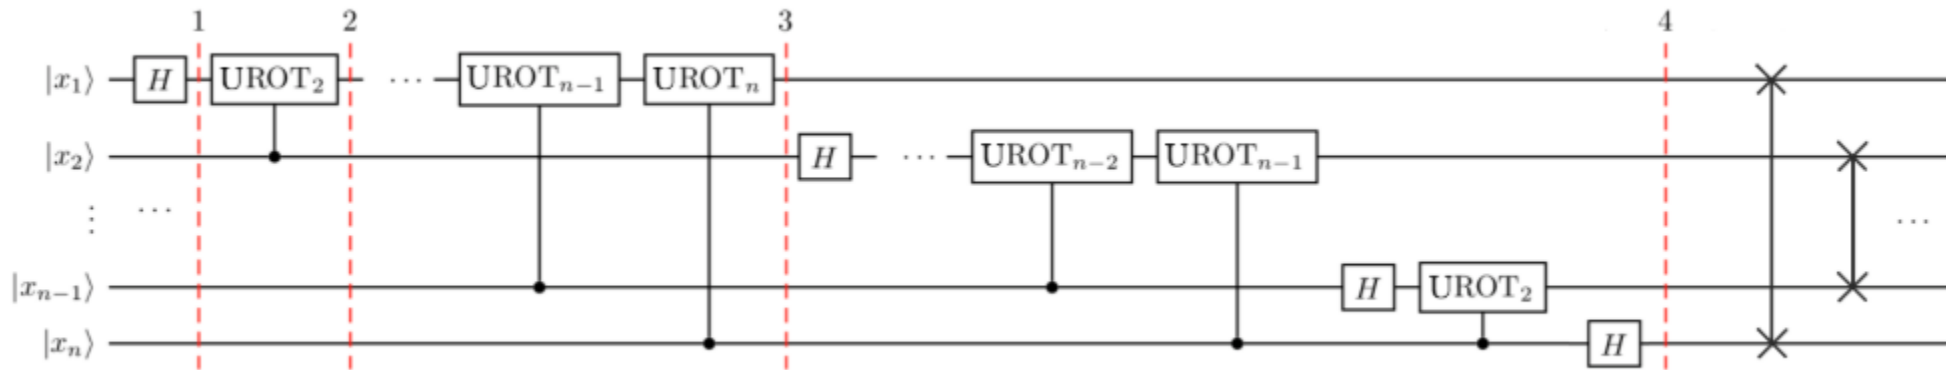 1 2 3 4
|x₁⟩ H UROT₂ ⋯ UROTₙ₋₁ UROTₙ
|x₂⟩ H ⋯ UROTₙ₋₂ UROTₙ₋₁
⋮ ⋯ ⋯
|xₙ₋₁⟩ H UROT₂
|xₙ⟩ H